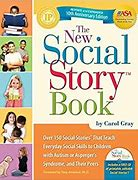 REVISED & EXPANDED
10th Anniversary Edition
The
New
Social
Story™
Book
by Carol Gray
Over 150 Social Stories™ That Teach
Everyday Social Skills to Children
with Autism or Asperger's
Syndrome, and Their Peers